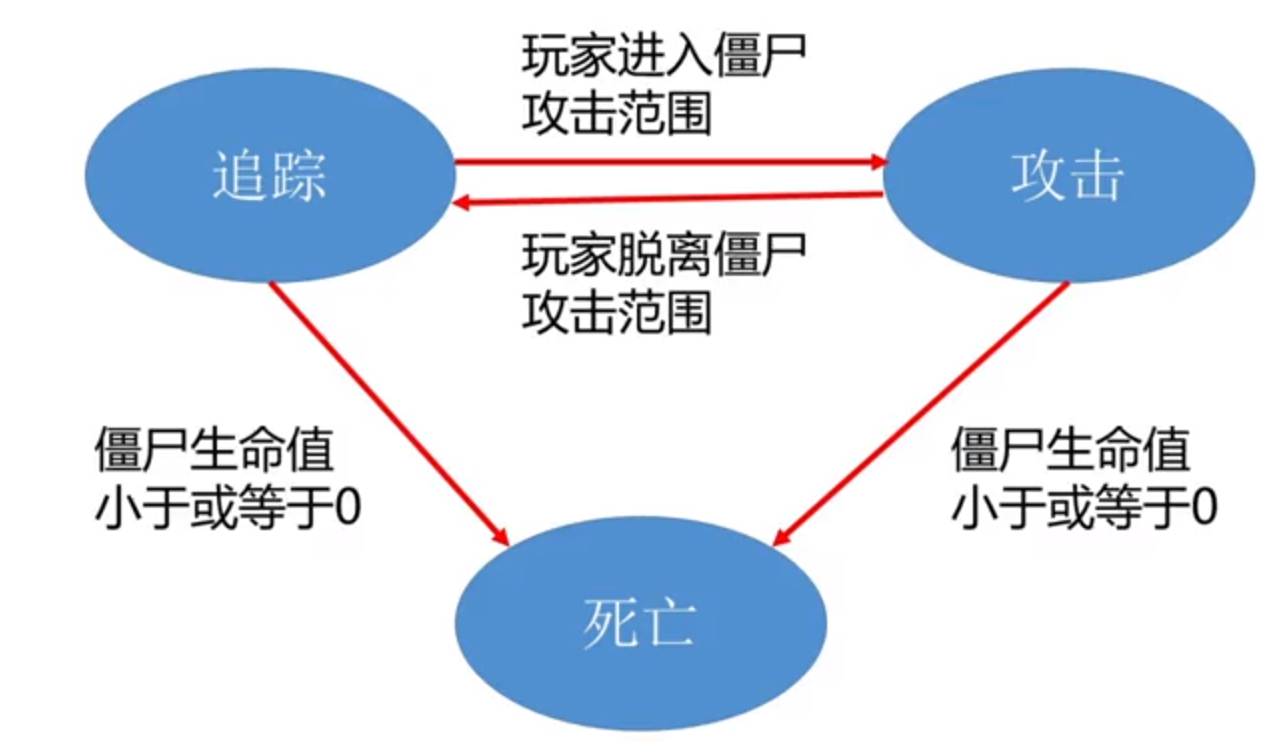 玩家进入僵尸
攻击范围
追踪
攻击
玩家脱离僵尸
攻击范围
僵尸生命值
小于或等于0
僵尸生命值
小于或等于0
死亡